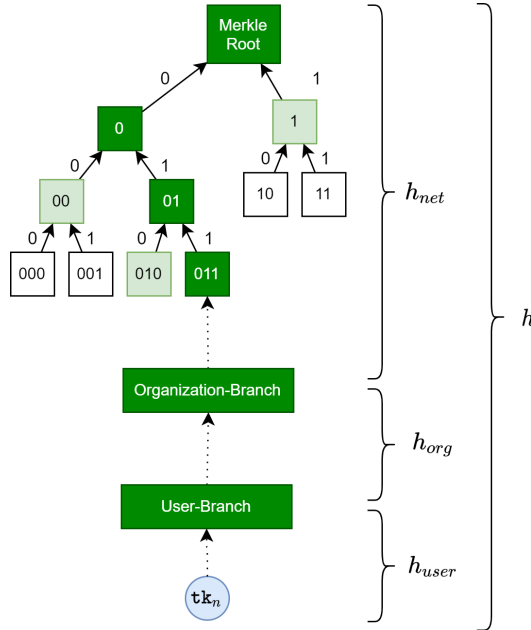 Merkle
Root
0
1
0
1
0
1
0
1
00
01
10
11
h_net
0
1
0
1
000
001
010
011
h
Organization-Branch
h_org
User-Branch
h_user
tk_n